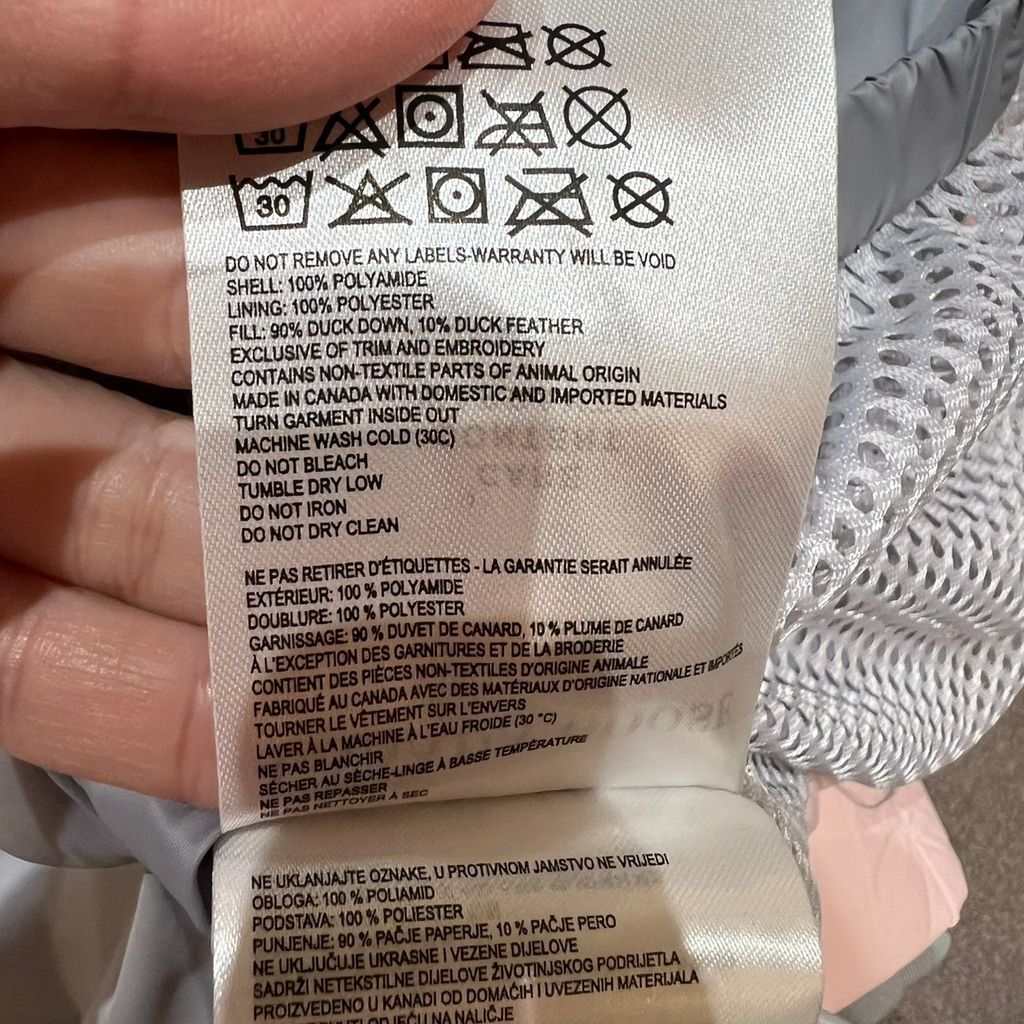 30
30
DO NOT REMOVE ANY LABELS-WARRANTY WILL BE VOID
SHELL: 100% POLYAMIDE
LINING: 100% POLYESTER
FILL: 90% DUCK DOWN, 10% DUCK FEATHER
EXCLUSIVE OF TRIM AND EMBROIDERY
CONTAINS NON-TEXTILE PARTS OF ANIMAL ORIGIN
MADE IN CANADA WITH DOMESTIC AND IMPORTED MATERIALS
TURN GARMENT INSIDE OUT
MACHINE WASH COLD (30C)
DO NOT BLEACH
TUMBLE DRY LOW
DO NOT IRON
DO NOT DRY CLEAN
NE PAS RETIRER D'ÉTIQUETTES - LA GARANTIE SERAIT ANNULÉE
EXTÉRIEUR: 100 % POLYAMIDE
DOUBLURE: 100 % POLYESTER
GARNISSAGE: 90 % DUVET DE CANARD, 10 % PLUME DE CANARD
À L'EXCEPTION DES GARNITURES ET DE LA BRODERIE
CONTIENT DES PIÈCES NON-TEXTILES D'ORIGINE ANIMALE
FABRIQUÉ AU CANADA AVEC DES MATÉRIAUX D'ORIGINE NATIONALE ET IMPORTÉS
TOURNER LE VÊTEMENT SUR L'ENVERS
LAVER À LA MACHINE À L'EAU FROIDE (30 °C)
NE PAS BLANCHIR
SÉCHER AU SÈCHE-LINGE À BASSE TEMPÉRATURE
NE PAS REPASSER
NE PAS NETTOYER À SEC
NE UKLANJAJTE OZNAKE, U PROTIVNOM JAMSTVO NE VRIJEDI
OBLOGA: 100 % POLIAMID
PODSTAVA: 100 % POLIESTER
PUNJENJE: 90 % PAČJE PAPERJE, 10 % PAČJE PERO
NE UKLJUČUJE UKRASNE I VEZENE DIJELOVE
SADRŽI NETEKSTILNE DIJELOVE ŽIVOTINJSKOG PODRIJETLA
PROIZVEDENO U KANADI OD DOMAĆIH I UVEZENIH MATERIJALA
ODJEĆU NA NALIČJE